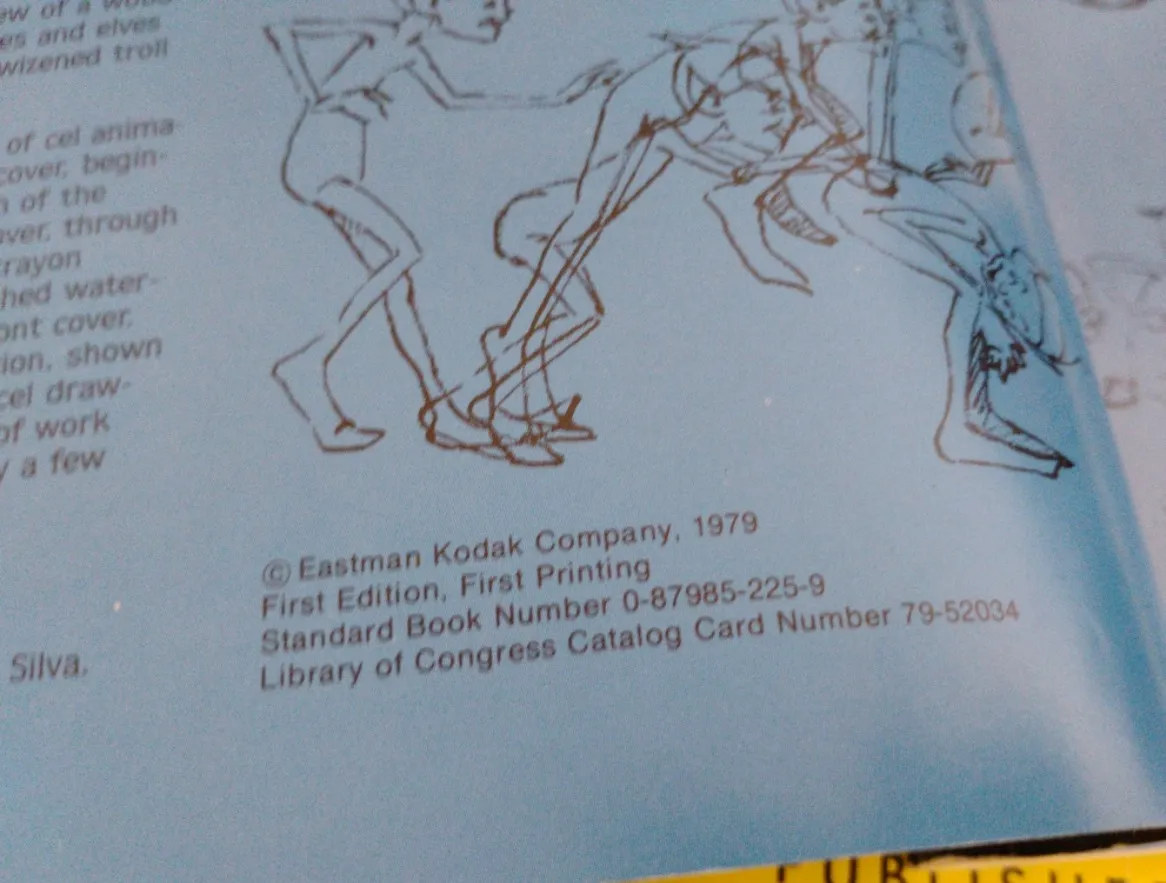 ew of a
es and elves
wizened troll
of cel anima-
cover, begin-
n of the
ver, through
rayon
hed water-
ont cover.
ion, shown
cel draw-
of work
y a few
Silva.
© Eastman Kodak Company, 1979
First Edition, First Printing
Standard Book Number 0-87985-225-9
Library of Congress Catalog Card Number 79-52034